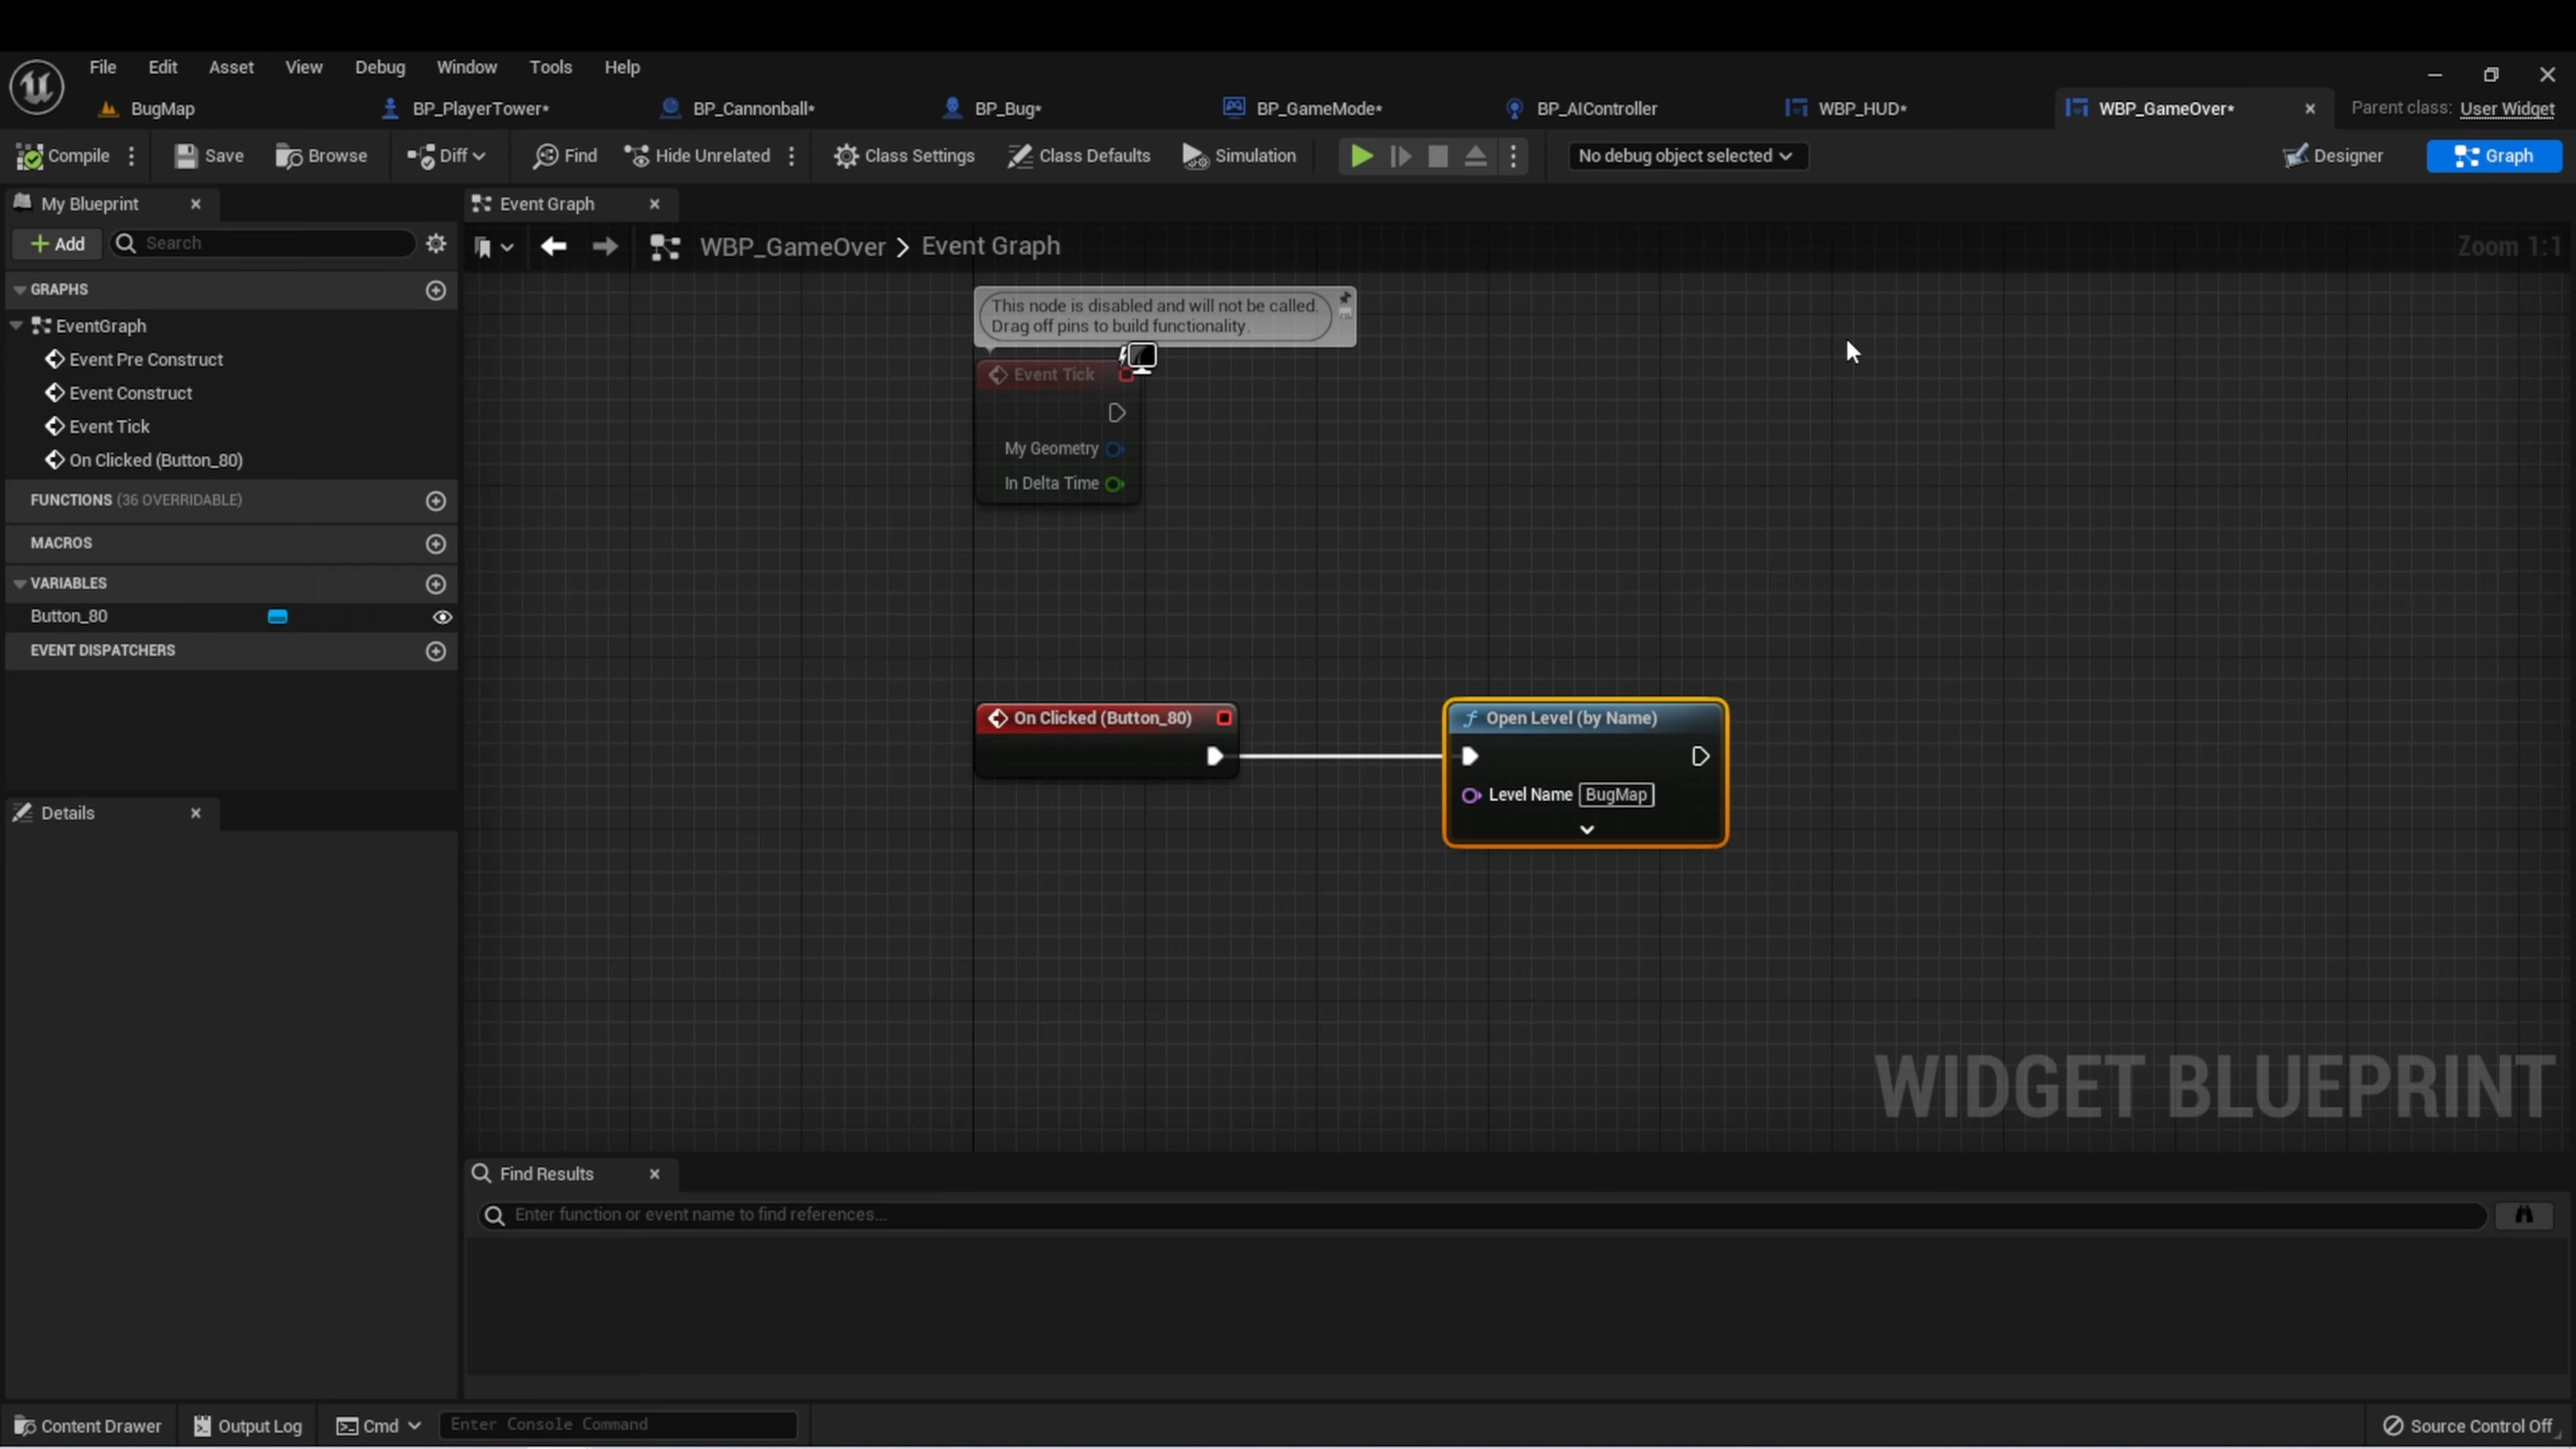 File Edit Asset View Debug Window Tools Help
BugMap BP_PlayerTower* BP_Cannonball* BP_Bug* BP_GameMode* BP_AIController WBP_HUD* WBP_GameOver* Parent class: User Widget
Compile Save Browse Diff Find Hide Unrelated Class Settings Class Defaults Simulation No debug object selected Designer Graph
My Blueprint
Event Graph
Add Search
WBP_GameOver > Event Graph
Zoom 1:1
GRAPHS
EventGraph
Event Pre Construct
Event Construct
Event Tick
On Clicked (Button_80)
FUNCTIONS (36 OVERRIDABLE)
MACROS
VARIABLES
Button_80
EVENT DISPATCHERS
Details
This node is disabled and will not be called.
Drag off pins to build functionality.
Event Tick
My Geometry
In Delta Time
On Clicked (Button_80)
Open Level (by Name)
Level Name BugMap
WIDGET BLUEPRINT
Find Results
Enter function or event name to find references...
Content Drawer Output Log Cmd Enter Console Command Source Control Off